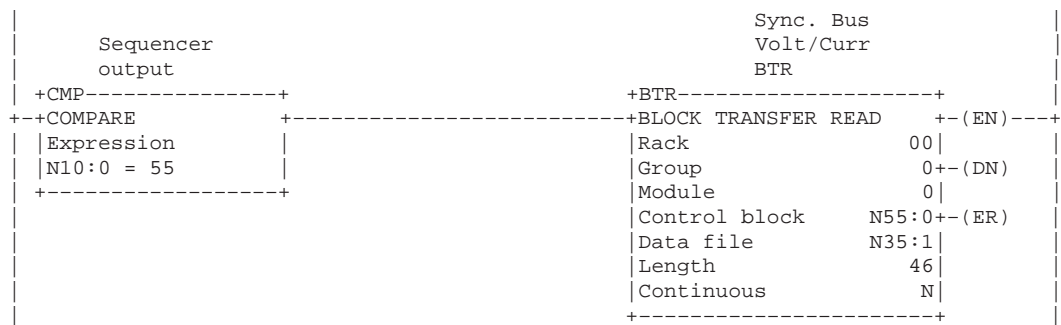 |                                                          Sync. Bus              |
|      Sequencer                                           Volt/Curr              |
|      output                                              BTR                    |
| +CMP---------------+                          +BTR--------------------+         |
+-+COMPARE           +--------------------------+BLOCK TRANSFER READ    +-(EN)---+
| |Expression        |                          |Rack                 00|         |
| |N10:0 = 55        |                          |Group                 0+-(DN)    |
| +------------------+                          |Module                0|         |
|                                               |Control block     N55:0+-(ER)    |
|                                               |Data file         N35:1|         |
|                                               |Length               46|         |
|                                               |Continuous            N|         |
|                                               +-----------------------+         |